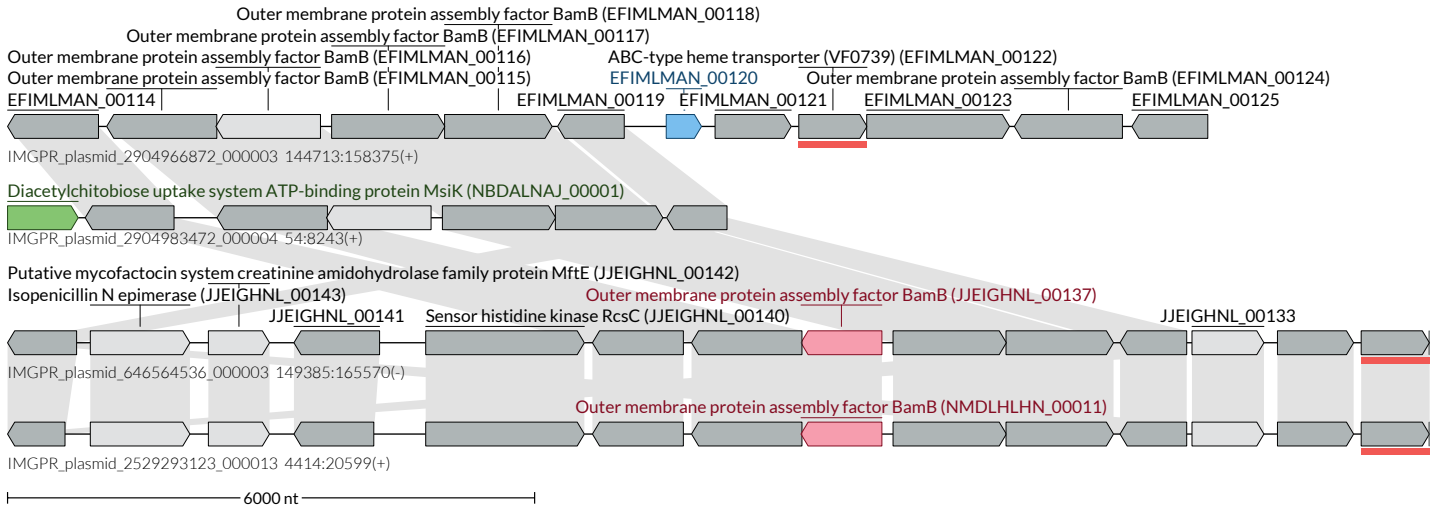 Outer membrane protein assembly factor BamB (EFIMLMAN_00118)
Outer membrane protein assembly factor BamB (EFIMLMAN_00117)
Outer membrane protein assembly factor BamB (EFIMLMAN_00116) ABC-type heme transporter (VF0739) (EFIMLMAN_00122)
Outer membrane protein assembly factor BamB (EFIMLMAN_00115) EFIMLMAN_00120 Outer membrane protein assembly factor BamB (EFIMLMAN_00124)
EFIMLMAN_00114 EFIMLMAN_00119 EFIMLMAN_00121 EFIMLMAN_00123 EFIMLMAN_00125
IMGPR_plasmid_2904966872_000003 144713:158375(+)
Diacetylchitobiose uptake system ATP-binding protein MsiK (NBDALNAJ_00001)
IMGPR_plasmid_2904983472_000004 54:8243(+)
Putative mycofactocin system creatinine amidohydrolase family protein MftE (JJEIGHNL_00142)
Isopenicillin N epimerase (JJEIGHNL_00143) Outer membrane protein assembly factor BamB (JJEIGHNL_00137)
JJEIGHNL_00141 Sensor histidine kinase RcsC (JJEIGHNL_00140) JJEIGHNL_00133
IMGPR_plasmid_646564536_000003 149385:165570(-)
Outer membrane protein assembly factor BamB (NMDLHLHN_00011)
IMGPR_plasmid_2529293123_000013 4414:20599(+)
6000 nt